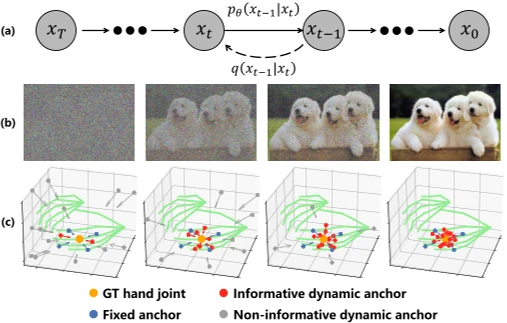 p_θ(x_{t−1}|x_t)
(a) x_T ••• x_t x_{t−1} ••• x_0
q(x_{t−1}|x_t)
(b)
(c)
GT hand joint Informative dynamic anchor
Fixed anchor Non-informative dynamic anchor